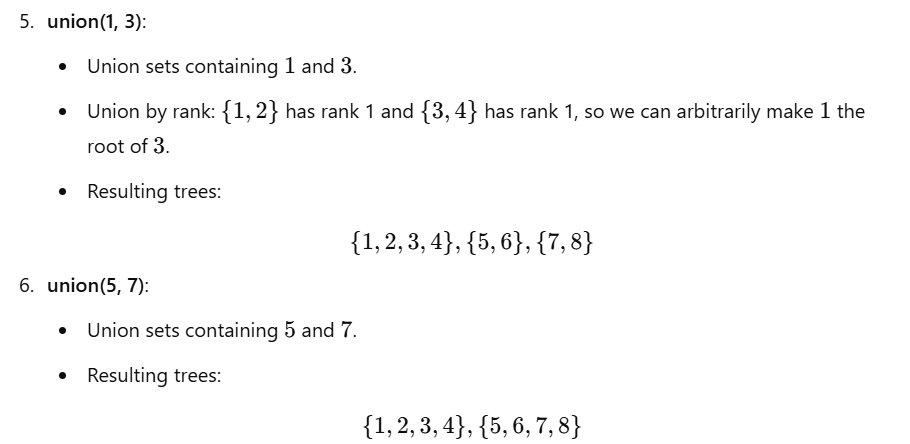 5. union(1, 3):
• Union sets containing 1 and 3.
• Union by rank: {1, 2} has rank 1 and {3, 4} has rank 1, so we can arbitrarily make 1 the
root of 3.
• Resulting trees:
{1, 2, 3, 4}, {5, 6}, {7, 8}
6. union(5, 7):
• Union sets containing 5 and 7.
• Resulting trees:
{1, 2, 3, 4}, {5, 6, 7, 8}